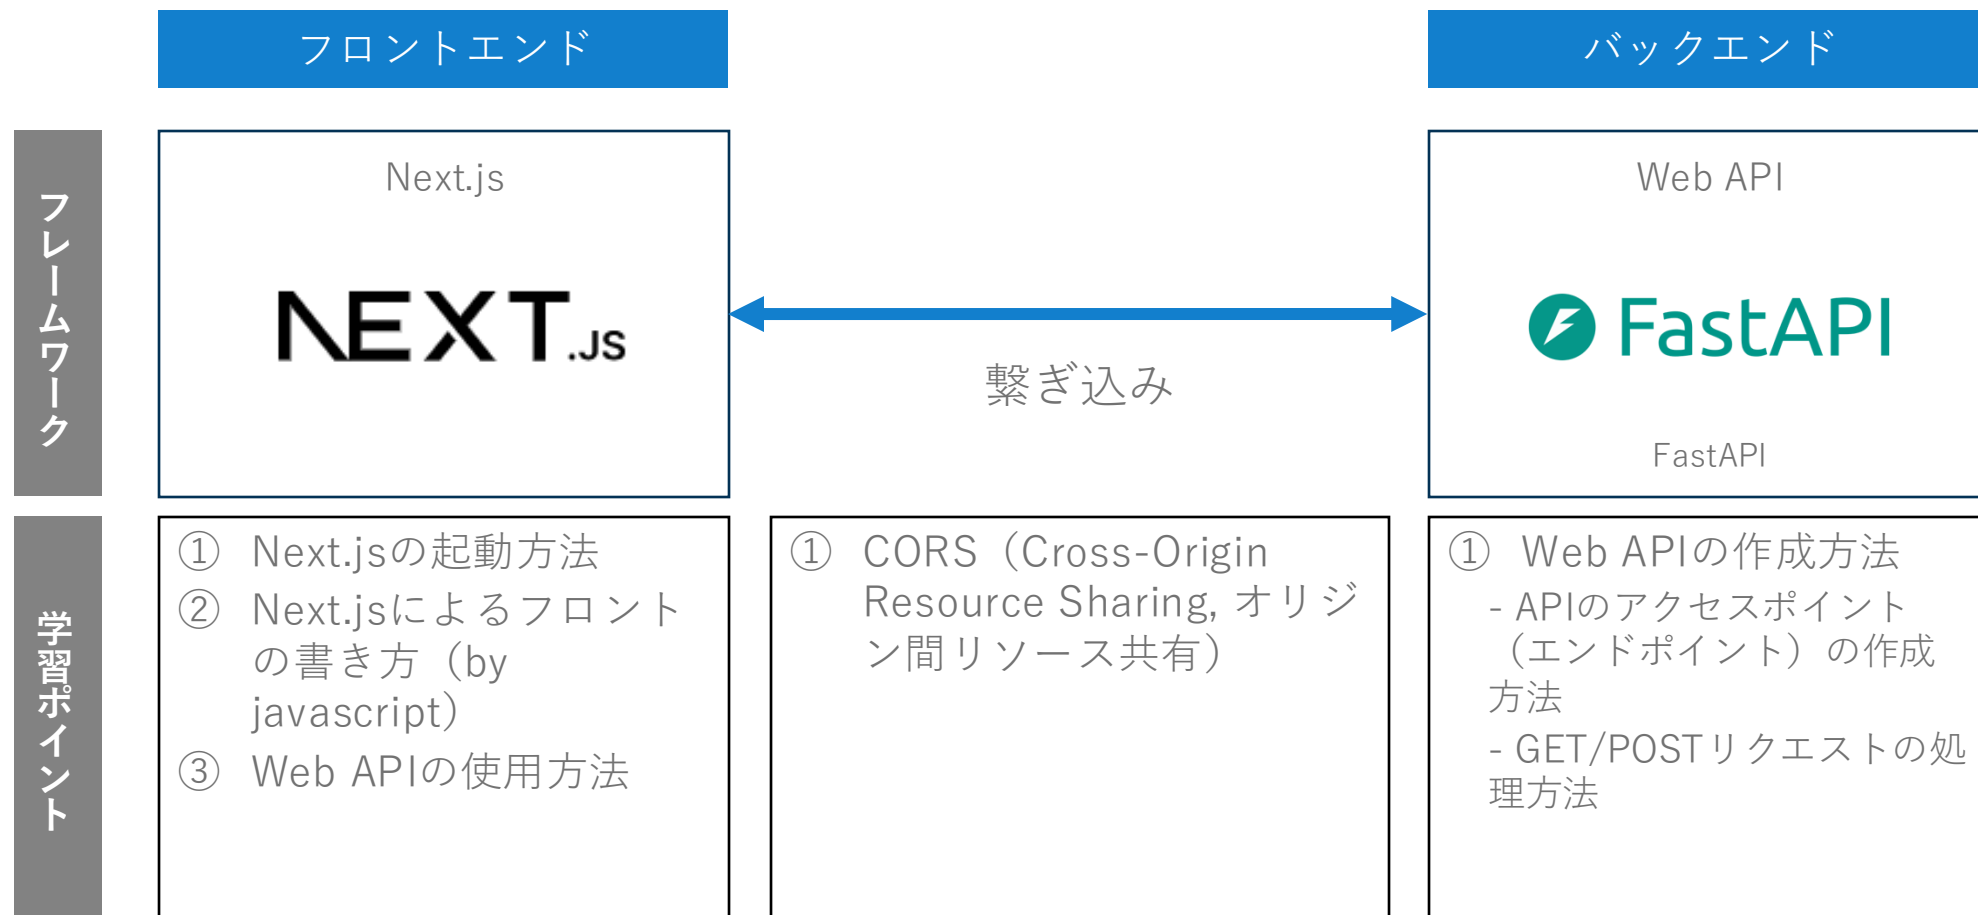 フロントエンド
バックエンド
フレームワーク
Next.js
NEXT.JS
繋ぎ込み
Web API
FastAPI
FastAPI
学習ポイント
① Next.jsの起動方法
② Next.jsによるフロント
の書き方（by
javascript）
③ Web APIの使用方法
① CORS（Cross-Origin
Resource Sharing, オリジ
ン間リソース共有）
① Web APIの作成方法
- APIのアクセスポイント
（エンドポイント）の作成
方法
- GET/POSTリクエストの処
理方法